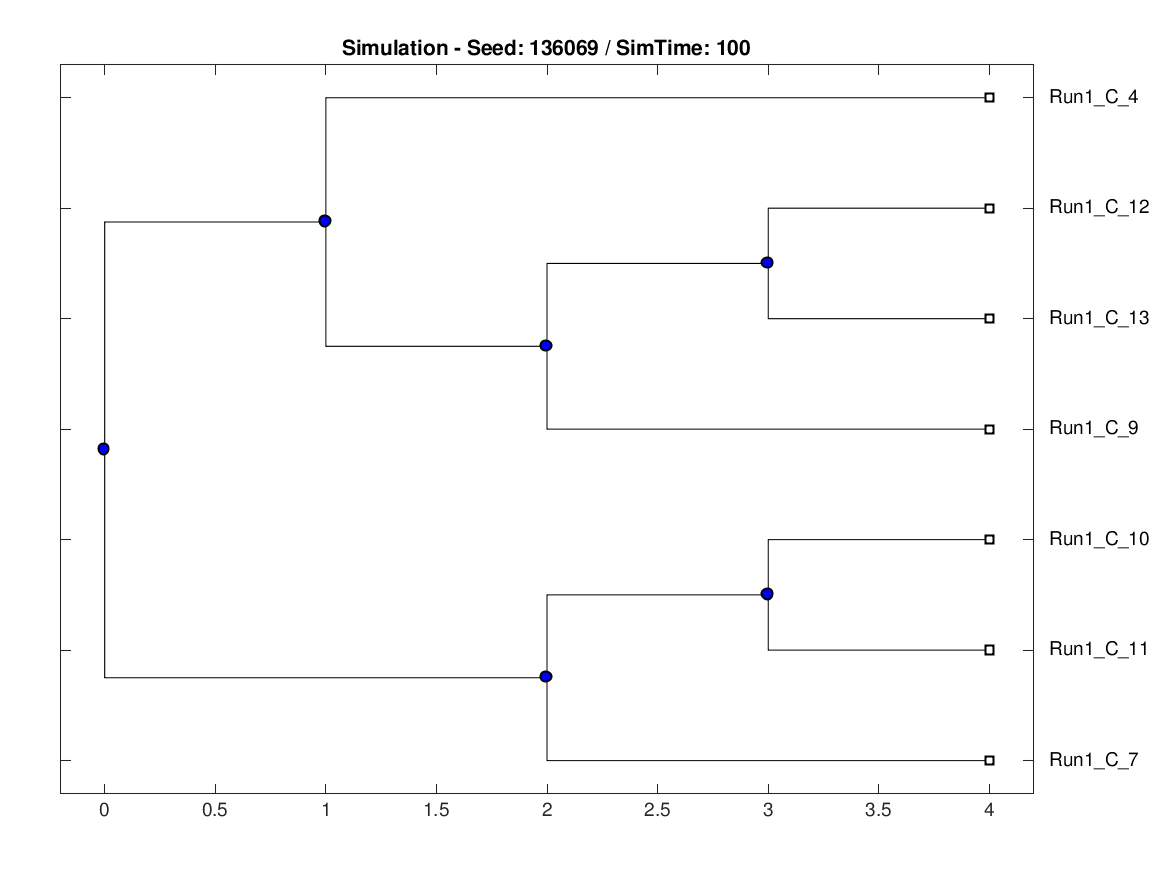 Simulation - Seed: 136069 / SimTime: 100
Run1_C_4
Run1_C_12
Run1_C_13
Run1_C_9
Run1_C_10
Run1_C_11
Run1_C_7
0 0.5 1 1.5 2 2.5 3 3.5 4